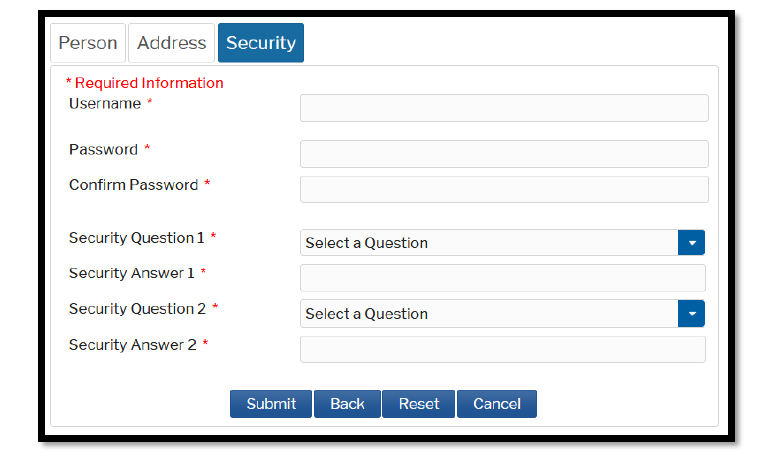 Person Address Security
* Required Information
Username *
Password *
Confirm Password *
Security Question 1 * Select a Question
Security Answer 1 *
Security Question 2 * Select a Question
Security Answer 2 *
Submit Back Reset Cancel